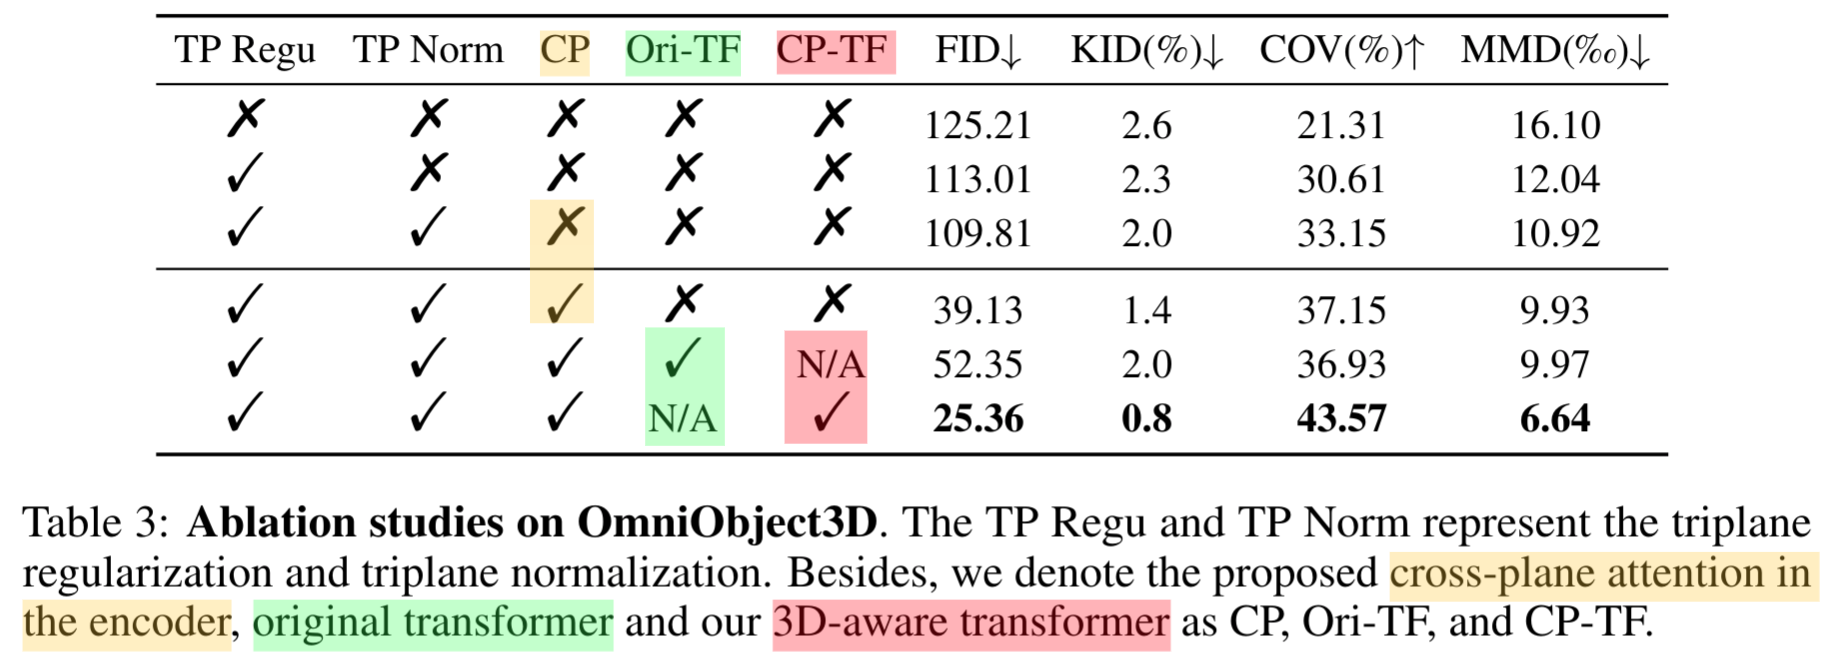 TP Regu TP Norm CP Ori-TF CP-TF FID↓ KID(%)↓ COV(%)↑ MMD(‰)↓
✗ ✗ ✗ ✗ ✗ 125.21 2.6 21.31 16.10
✓ ✗ ✗ ✗ ✗ 113.01 2.3 30.61 12.04
✓ ✓ ✗ ✗ ✗ 109.81 2.0 33.15 10.92
✓ ✓ ✓ ✗ ✗ 39.13 1.4 37.15 9.93
✓ ✓ ✓ ✓ N/A 52.35 2.0 36.93 9.97
✓ ✓ ✓ N/A ✓ 25.36 0.8 43.57 6.64
Table 3: Ablation studies on OmniObject3D. The TP Regu and TP Norm represent the triplane
regularization and triplane normalization. Besides, we denote the proposed cross-plane attention in
the encoder, original transformer and our 3D-aware transformer as CP, Ori-TF, and CP-TF.